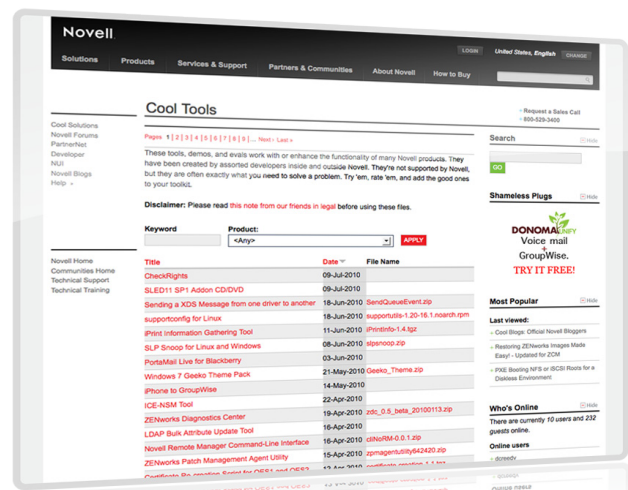 Novell
LOGIN United States, English CHANGE
Solutions Products Services & Support Partners & Communities About Novell How to Buy
Cool Tools
Request a Sales Call
800-529-3400
Cool Solutions
Novell Forums
PartnerNet
Developer
NUI
Novell Blogs
Help
Novell Home
Communities Home
Technical Support
Technical Training
Pages 1 | 2 | 3 | 4 | 5 | 6 | 7 | 8 | 9 | ... Next › Last »
These tools, demos, and evals work with or enhance the functionality of many Novell products. They
have been created by assorted developers inside and outside Novell. They're not supported by Novell,
but they are often exactly what you need to solve a problem. Try 'em, rate 'em, and add the good ones
to your toolkit.
Disclaimer: Please read this note from our friends in legal before using these files.
Keyword Product:
<Any> APPLY
Title Date File Name
CheckRights 09-Jul-2010
SLED11 SP1 Addon CD/DVD 09-Jul-2010
Sending a XDS Message from one driver to another 18-Jun-2010 SendQueueEvent.zip
supportconfig for Linux 18-Jun-2010 supportutils-1.20-16.1.noarch.rpm
iPrint Information Gathering Tool 11-Jun-2010 iPrintInfo-1.4.tgz
SLP Snoop for Linux and Windows 08-Jun-2010 slpsnoop.zip
PortaMail Live for Blackberry 03-Jun-2010
Windows 7 Geeko Theme Pack 21-May-2010 Geeko_Theme.zip
iPhone to GroupWise 14-May-2010
ICE-NSM Tool 22-Apr-2010
ZENworks Diagnostics Center 19-Apr-2010 zdc_0.5_beta_20100113.zip
LDAP Bulk Attribute Update Tool 16-Apr-2010
Novell Remote Manager Command-Line Interface 16-Apr-2010 cliNoRM-0.0.1.zip
ZENworks Patch Management Agent Utility 15-Apr-2010 zpmagentutility642420.zip
Search Hide
GO
Shameless Plugs Hide
DONOMA UNIFY
Voice mail
+
GroupWise.
TRY IT FREE!
Most Popular Hide
Last viewed:
Cool Blogs: Official Novell Bloggers
Restoring ZENworks Images Made
Easy! - Updated for ZCM
PXE Booting NFS or iSCSI Roots for a
Diskless Environment
Who's Online Hide
There are currently 10 users and 232
guests online.
Online users
dcreedy